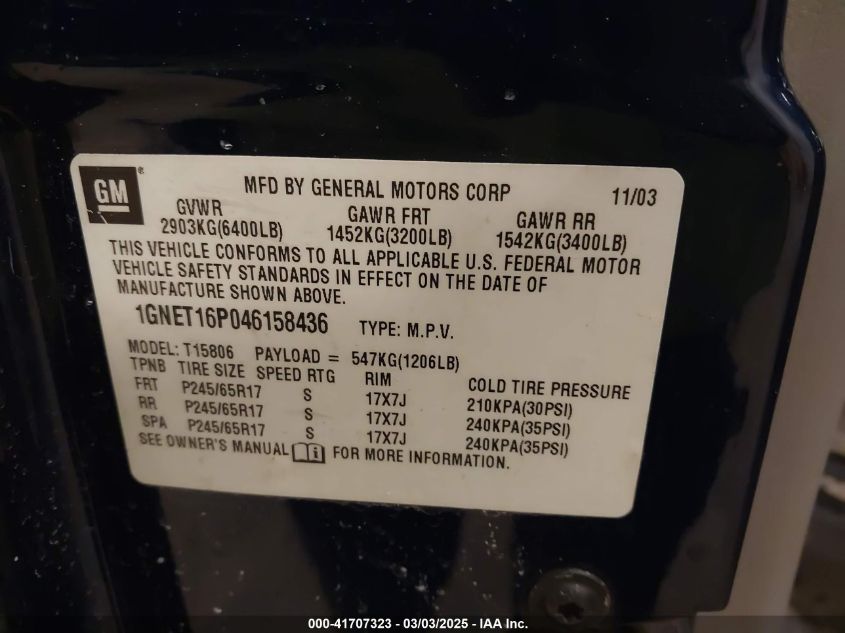 GM®
MFD BY GENERAL MOTORS CORP 11/03
GVWR GAWR FRT GAWR RR
2903KG(6400LB) 1452KG(3200LB) 1542KG(3400LB)
THIS VEHICLE CONFORMS TO ALL APPLICABLE U.S. FEDERAL MOTOR
VEHICLE SAFETY STANDARDS IN EFFECT ON THE DATE OF
MANUFACTURE SHOWN ABOVE.
1GNET16P046158436 TYPE: M.P.V.
MODEL: T15806 PAYLOAD = 547KG(1206LB)
TPNB TIRE SIZE SPEED RTG RIM COLD TIRE PRESSURE
FRT P245/65R17 S 17X7J 210KPA(30PSI)
RR P245/65R17 S 17X7J 240KPA(35PSI)
SPA P245/65R17 S 17X7J 240KPA(35PSI)
SEE OWNER'S MANUAL FOR MORE INFORMATION.
000-41707323 — 03/03/2025 — IAA Inc.